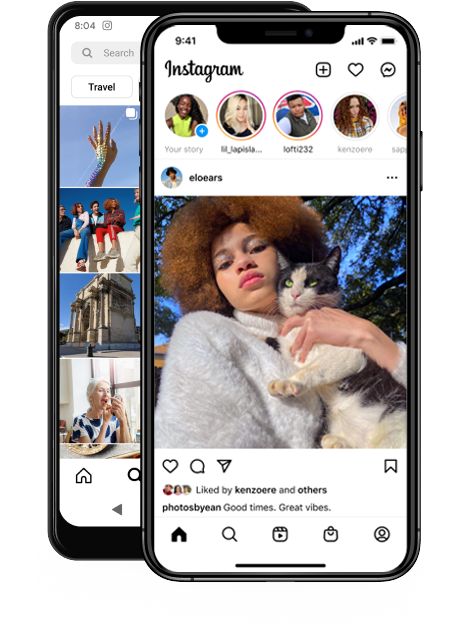 8:04
Search
Travel
9:41
Instagram
Your story
lil_lapisla...
lofti232
kenzoere
sapp
eloears
Liked by kenzoere and others
photosbyean Good times. Great vibes.